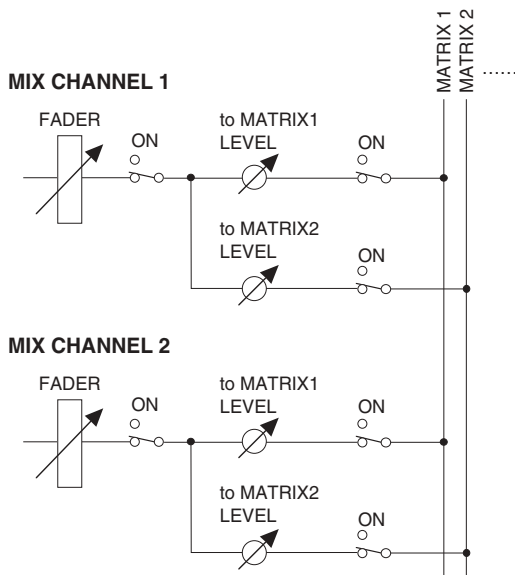 MATRIX 1
MATRIX 2
MIX CHANNEL 1
FADER
ON
to MATRIX1
LEVEL
ON
to MATRIX2
LEVEL
ON
MIX CHANNEL 2
FADER
ON
to MATRIX1
LEVEL
ON
to MATRIX2
LEVEL
ON